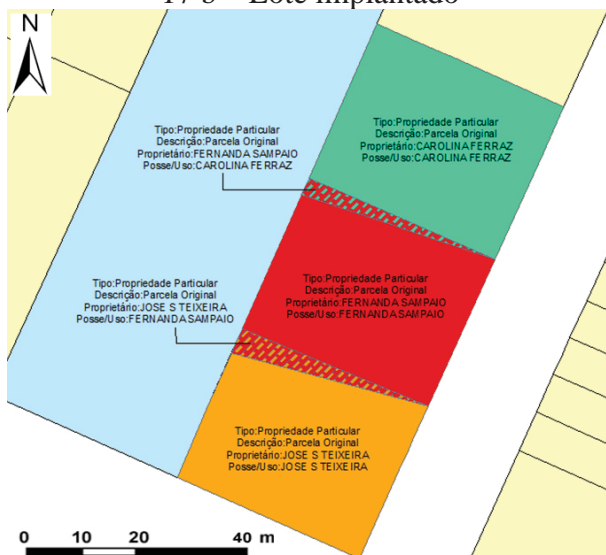 17-b – Lote implantado
N
Tipo:Propriedade Particular
Descrição:Parcela Original
Proprietário:CAROLINA FERRAZ
Posse/Uso:CAROLINA FERRAZ
Tipo:Propriedade Particular
Descrição:Parcela Original
Proprietário:FERNANDA SAMPAIO
Posse/Uso:CAROLINA FERRAZ
Tipo:Propriedade Particular
Descrição:Parcela Original
Proprietário:FERNANDA SAMPAIO
Posse/Uso:FERNANDA SAMPAIO
Tipo:Propriedade Particular
Descrição:Parcela Original
Proprietário:JOSE S TEIXEIRA
Posse/Uso:FERNANDA SAMPAIO
Tipo:Propriedade Particular
Descrição:Parcela Original
Proprietário:JOSE S TEIXEIRA
Posse/Uso:JOSE S TEIXEIRA
0 10 20 40 m